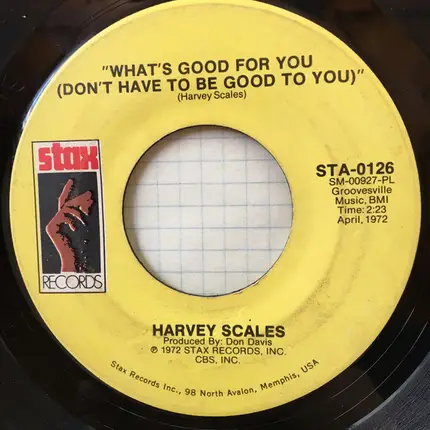 "WHAT'S GOOD FOR YOU
(DON'T HAVE TO BE GOOD TO YOU)"
(Harvey Scales)
stax
RECORDS
STA-0126
SM-00927-PL
Groovesville
Music, BMI
Time: 2:23
April, 1972
HARVEY SCALES
Produced By: Don Davis
℗ 1972 STAX RECORDS, INC.
CBS, INC.
Stax Records Inc., 98 North Avalon, Memphis, USA